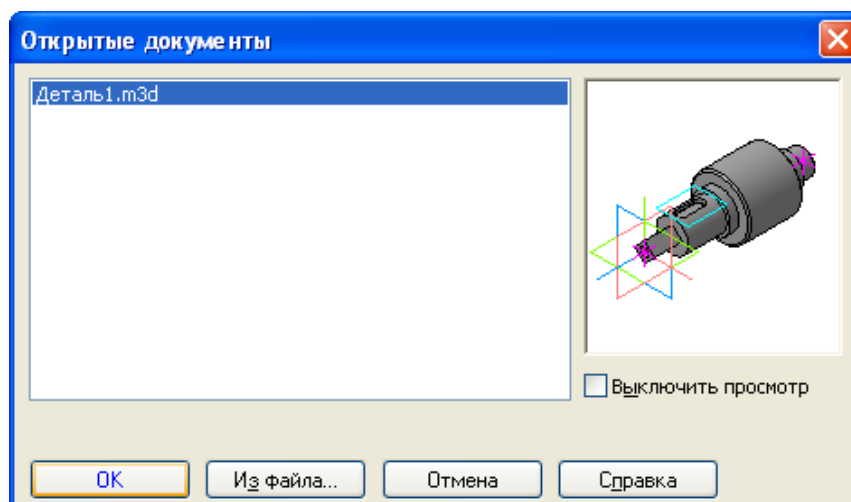 Открытые документы
Деталь1.m3d
Выключить просмотр
OK
Из файла...
Отмена
Справка